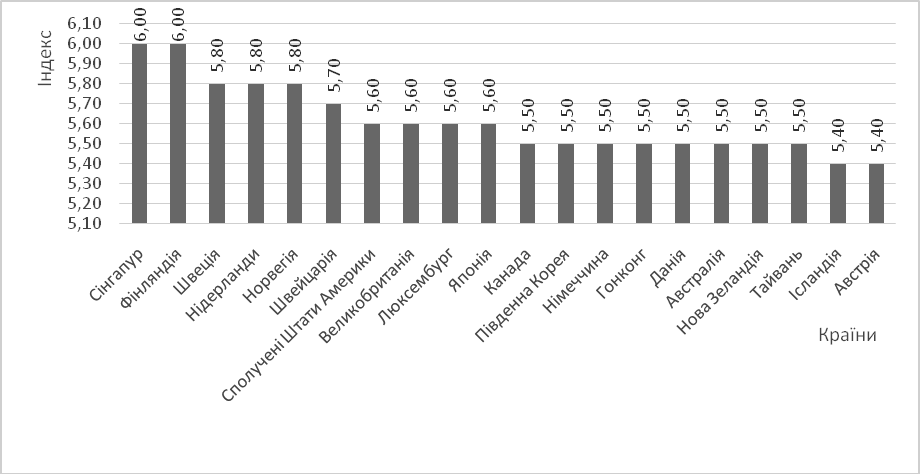 Індекс
6,10
6,00
5,90
5,80
5,70
5,60
5,50
5,40
5,30
5,20
5,10
6,00
6,00
5,80
5,80
5,80
5,70
5,60
5,60
5,60
5,60
5,50
5,50
5,50
5,50
5,50
5,50
5,50
5,50
5,40
5,40
Сінгапур
Фінляндія
Швеція
Нідерланди
Норвегія
Швейцарія
Сполучені Штати Америки
Великобританія
Люксембург
Японія
Канада
Південна Корея
Німеччина
Гонконг
Данія
Австралія
Нова Зеландія
Тайвань
Ісландія
Австрія
Країни